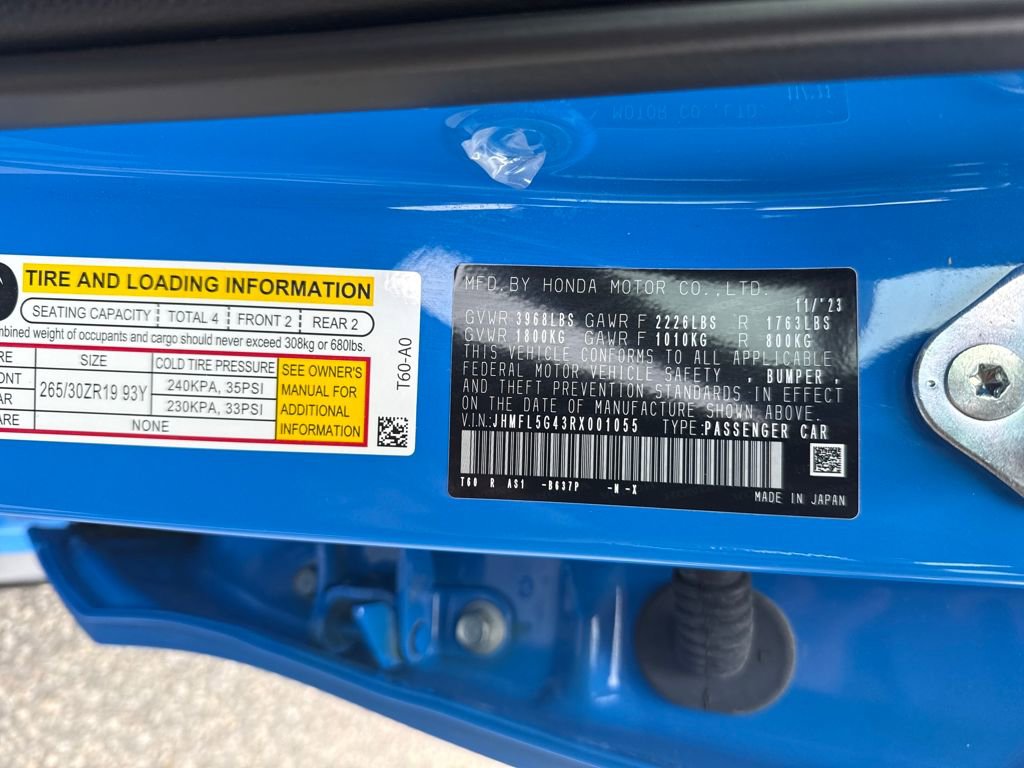 TIRE AND LOADING INFORMATION
SEATING CAPACITY TOTAL 4 FRONT 2 REAR 2
weight of occupants and cargo should never exceed 308kg or 680lbs.
SIZE COLD TIRE PRESSURE SEE OWNER'S
MANUAL FOR
ADDITIONAL
INFORMATION
265/30ZR19 93Y 240KPA, 35PSI
230KPA, 33PSI
NONE
T60-A0
MFD.BY HONDA MOTOR CO.,LTD. 11/'23
GVWR 3968LBS GAWR F 2226LBS R 1763LBS
GVWR 1800KG GAWR F 1010KG R 800KG
THIS VEHICLE CONFORMS TO ALL APPLICABLE
FEDERAL MOTOR VEHICLE SAFETY , BUMPER ,
AND THEFT PREVENTION STANDARDS IN EFFECT
ON THE DATE OF MANUFACTURE SHOWN ABOVE.
V.I.N:JHMFL5G43RX001055 TYPE:PASSENGER CAR
T60 R AS1 -B637P -N -X
MADE IN JAPAN